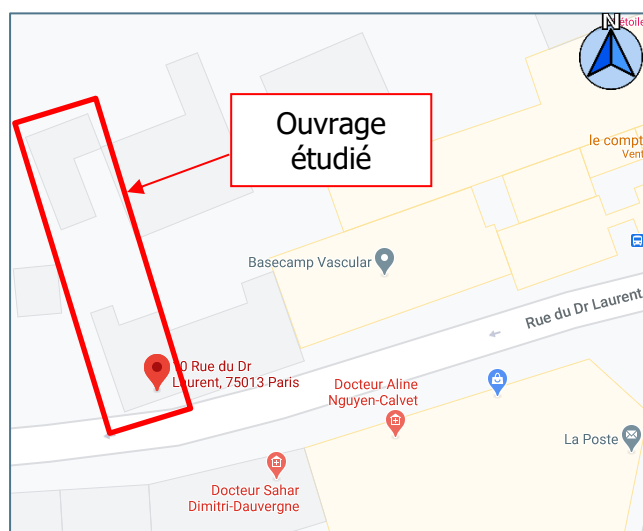 N
étoile
Ouvrage
étudié
le compt
Vent
Basecamp Vascular
Rue du Dr Laurent
0 Rue du Dr
Laurent, 75013 Paris
Docteur Aline
Nguyen-Calvet
La Poste
Docteur Sahar
Dimitri-Dauvergne